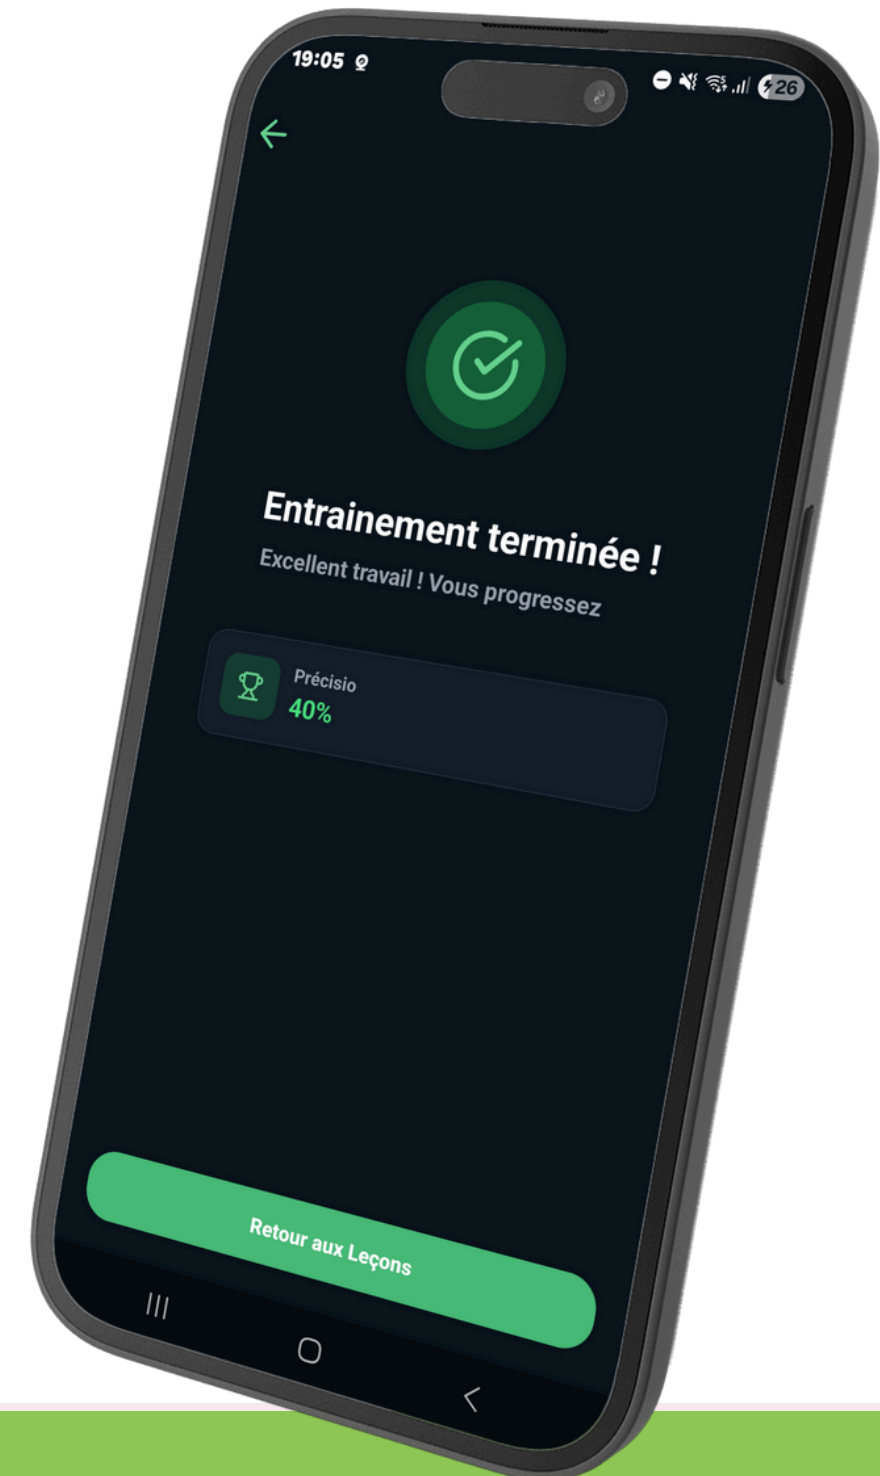 19:05
26
Entrainement terminée !
Excellent travail ! Vous progressez
Précisio
40%
Retour aux Leçons